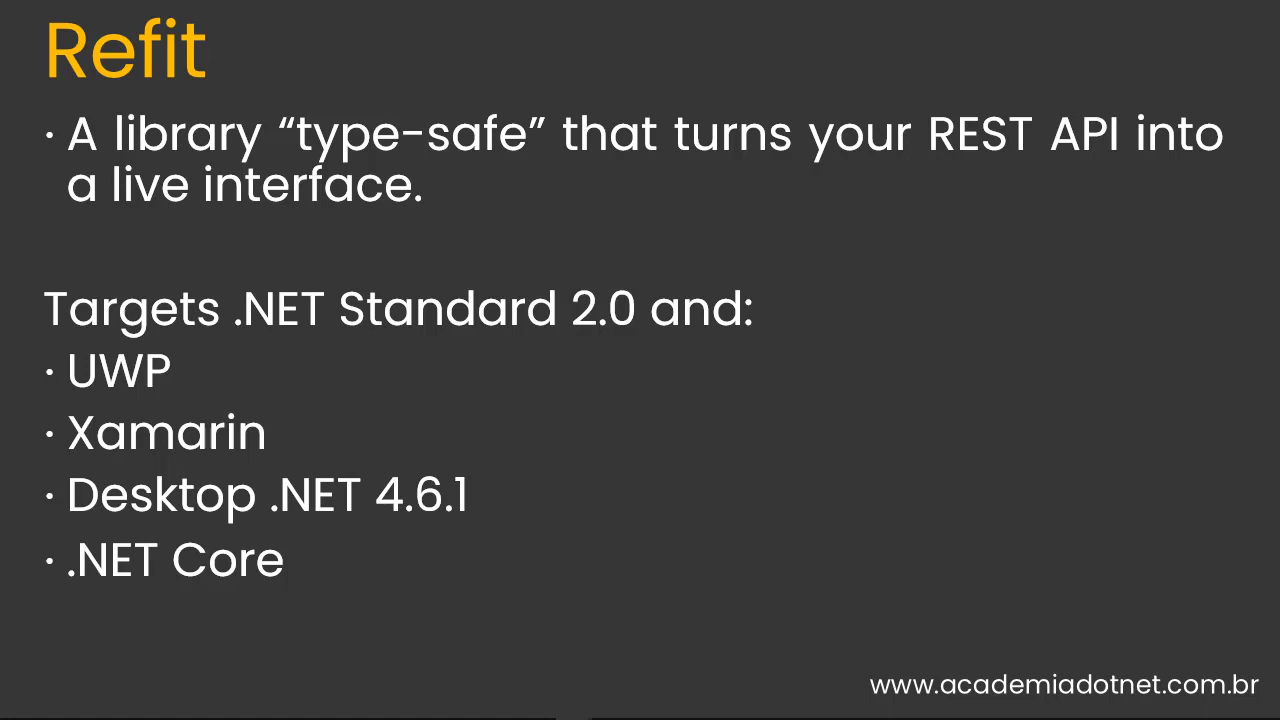 Refit
· A library “type-safe” that turns your REST API into
a live interface.
Targets .NET Standard 2.0 and:
· UWP
· Xamarin
· Desktop .NET 4.6.1
· .NET Core
www.academiadotnet.com.br